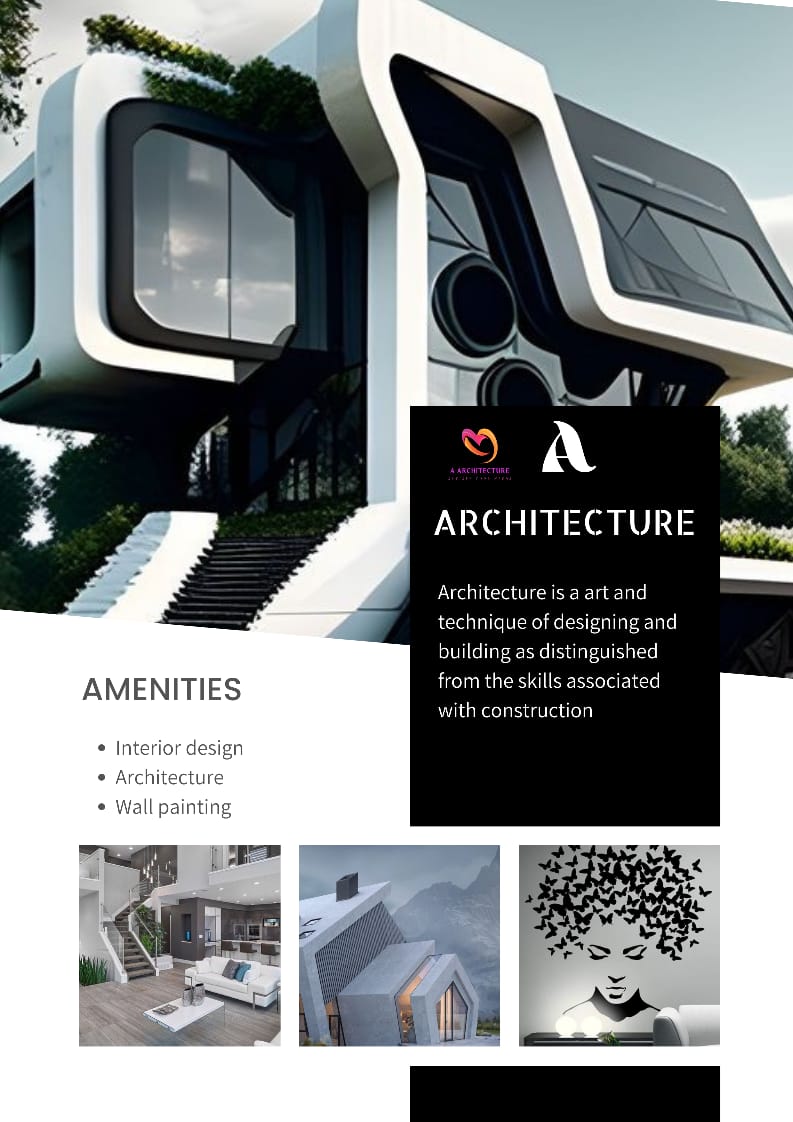 A ARCHITECTURE
A
ARCHITECTURE
Architecture is a art and
technique of designing and
building as distinguished
from the skills associated
with construction
AMENITIES
• Interior design
• Architecture
• Wall painting